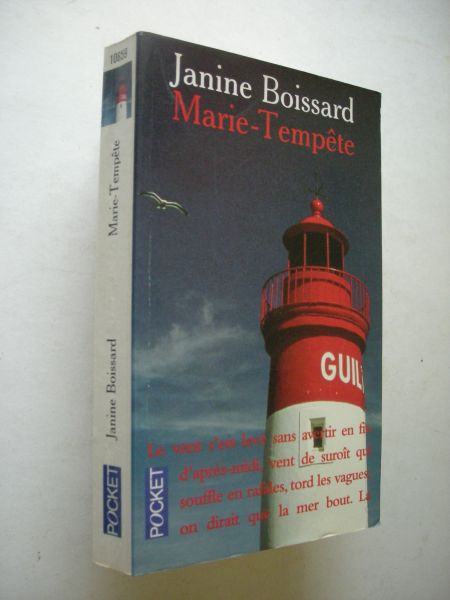 Janine Boissard
Marie-Tempête
GUIL
Le vent s'est levé sans avertir en fin
d'après-midi, vent de suroît qui
souffle en rafales, tord les vagues,
on dirait que la mer bout. La
POCKET
10659
Marie-Tempête
Janine Boissard
POCKET